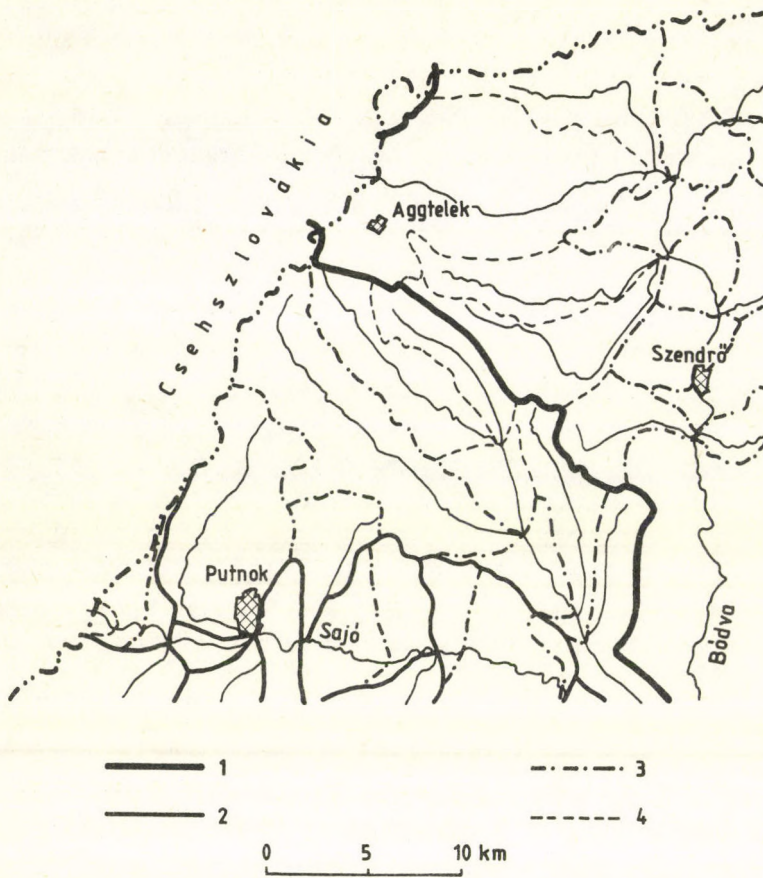 Csehszlovákia
Aggtelek
Szendrő
Putnok
Sajó
Bódva
1
2
3
4
0 5 10 km